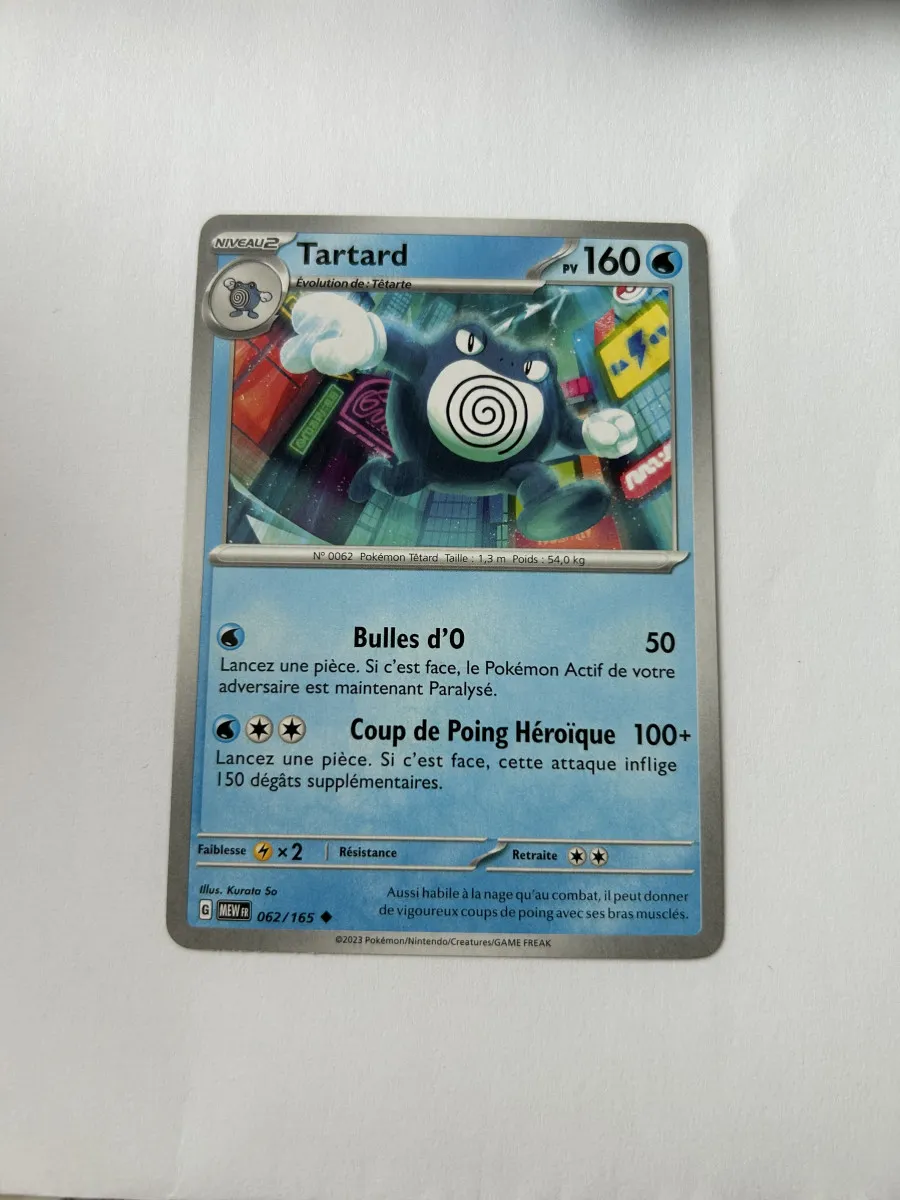 NIVEAU 2
Tartard
PV 160
Évolution de : Têtarte
N° 0062 Pokémon Têtard Taille : 1,3 m Poids : 54,0 kg
Bulles d'O 50
Lancez une pièce. Si c'est face, le Pokémon Actif de votre
adversaire est maintenant Paralysé.
Coup de Poing Héroïque 100+
Lancez une pièce. Si c'est face, cette attaque inflige
150 dégâts supplémentaires.
Faiblesse ×2 Résistance Retraite
Illus. Kurata So
G MEW FR 062/165
Aussi habile à la nage qu'au combat, il peut donner
de vigoureux coups de poing avec ses bras musclés.
©2023 Pokémon/Nintendo/Creatures/GAME FREAK